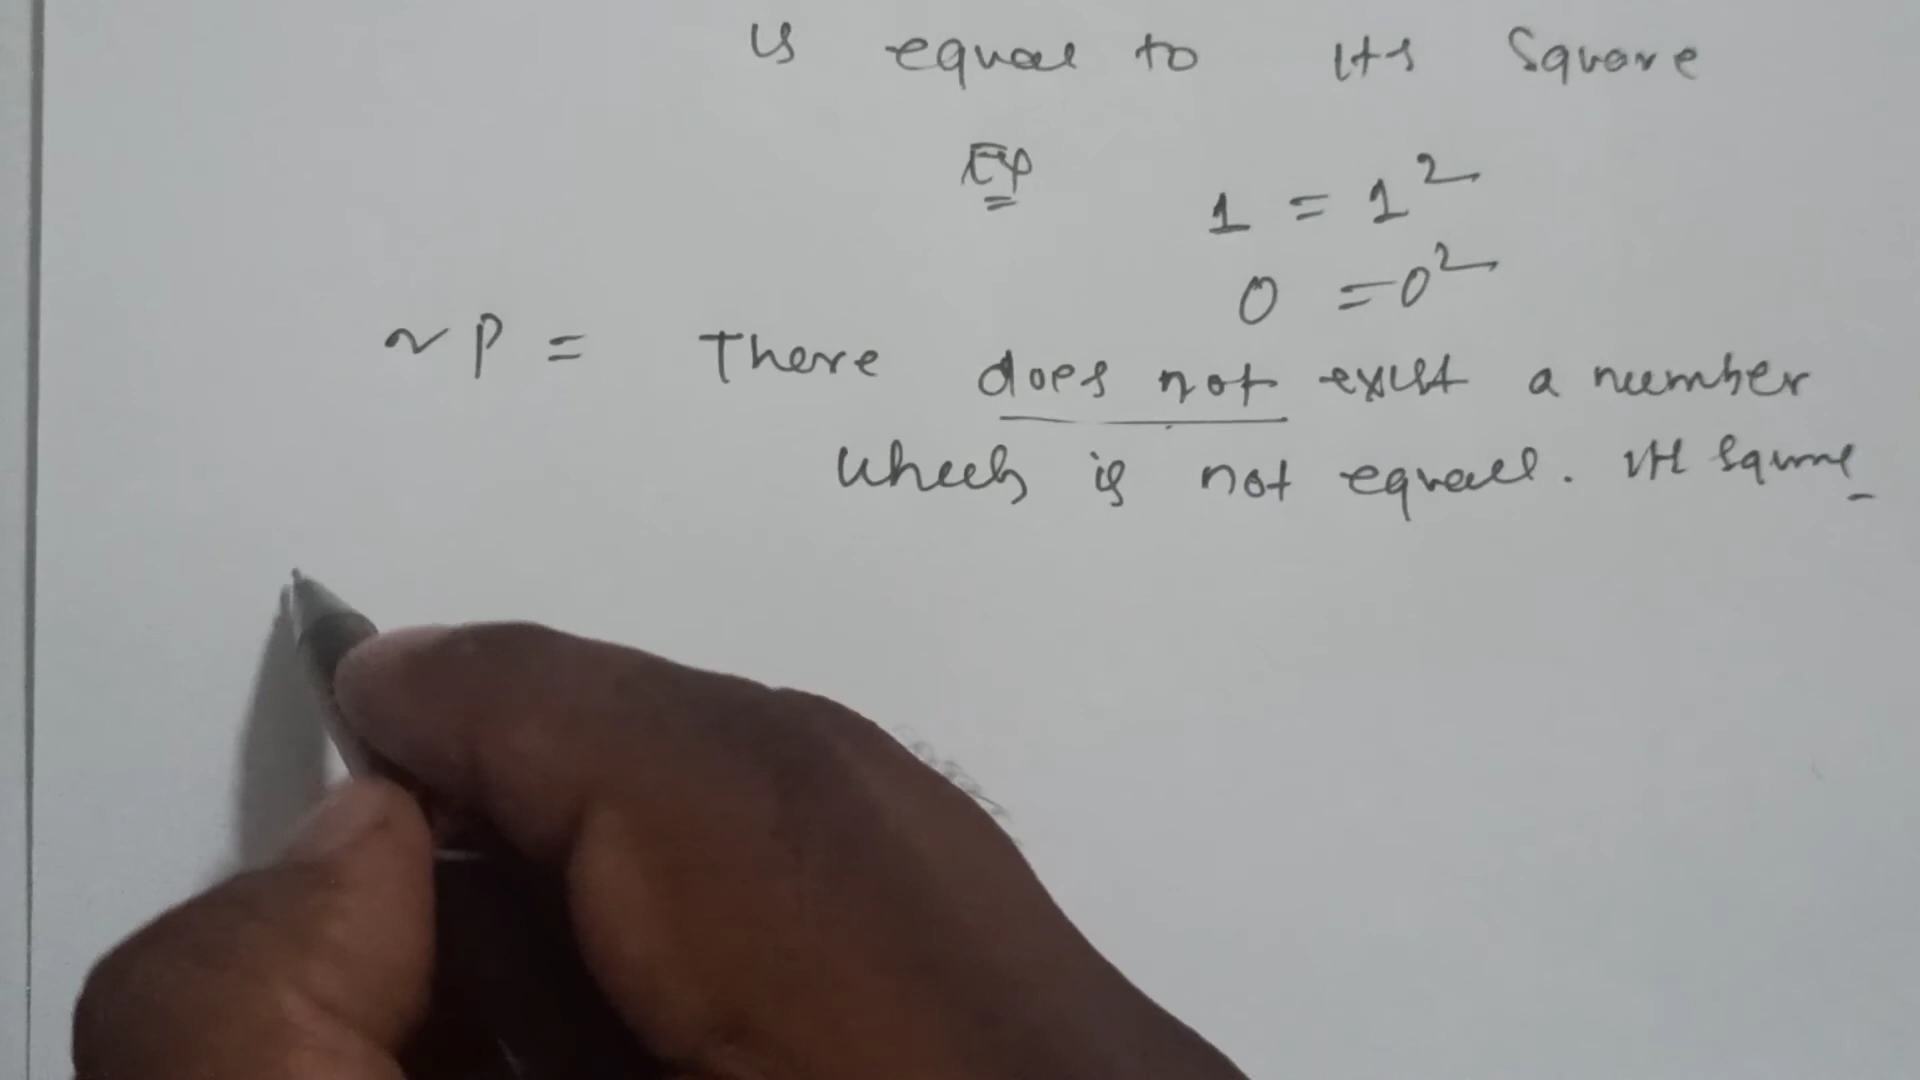 is equal to its Square
Ex
1 = 1²
0 = 0²
~ P = There does not exist a number
which is not equall. its Square